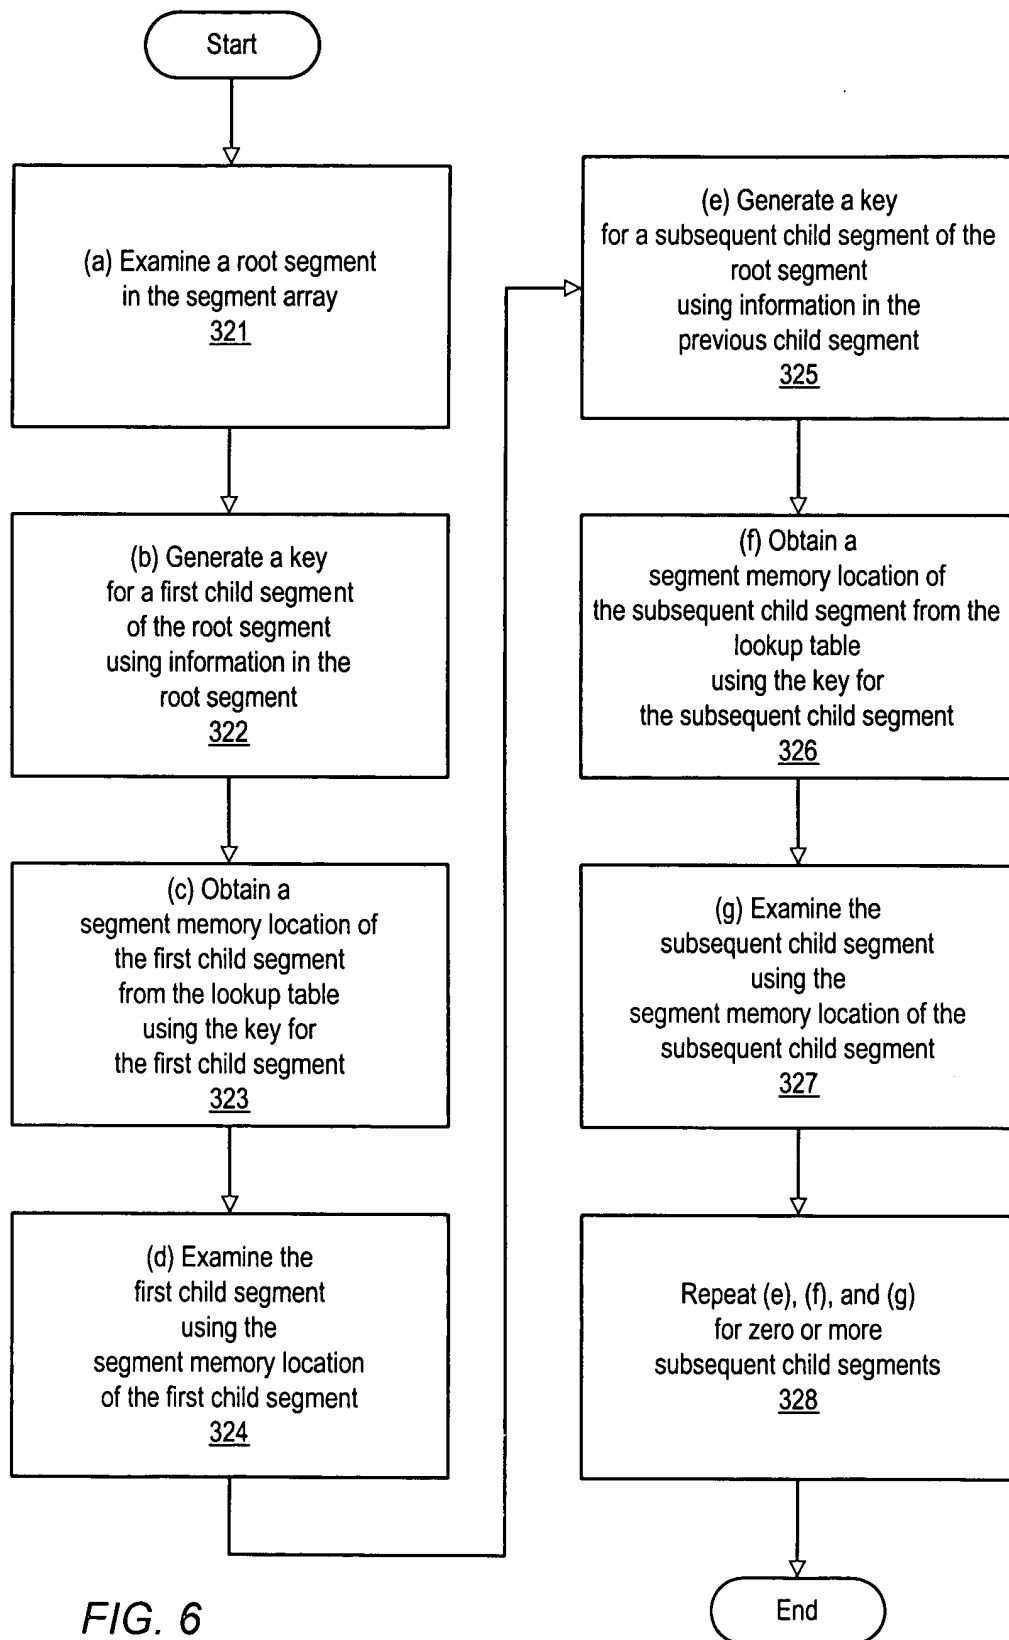 Start
(a) Examine a root segment
in the segment array
321
(b) Generate a key
for a first child segment
of the root segment
using information in the
root segment
322
(c) Obtain a
segment memory location of
the first child segment
from the lookup table
using the key for
the first child segment
323
(d) Examine the
first child segment
using the
segment memory location
of the first child segment
324
(e) Generate a key
for a subsequent child segment of the
root segment
using information in the
previous child segment
325
(f) Obtain a
segment memory location of
the subsequent child segment from the
lookup table
using the key for
the subsequent child segment
326
(g) Examine the
subsequent child segment
using the
segment memory location of the
subsequent child segment
327
Repeat (e), (f), and (g)
for zero or more
subsequent child segments
328
End
FIG. 6